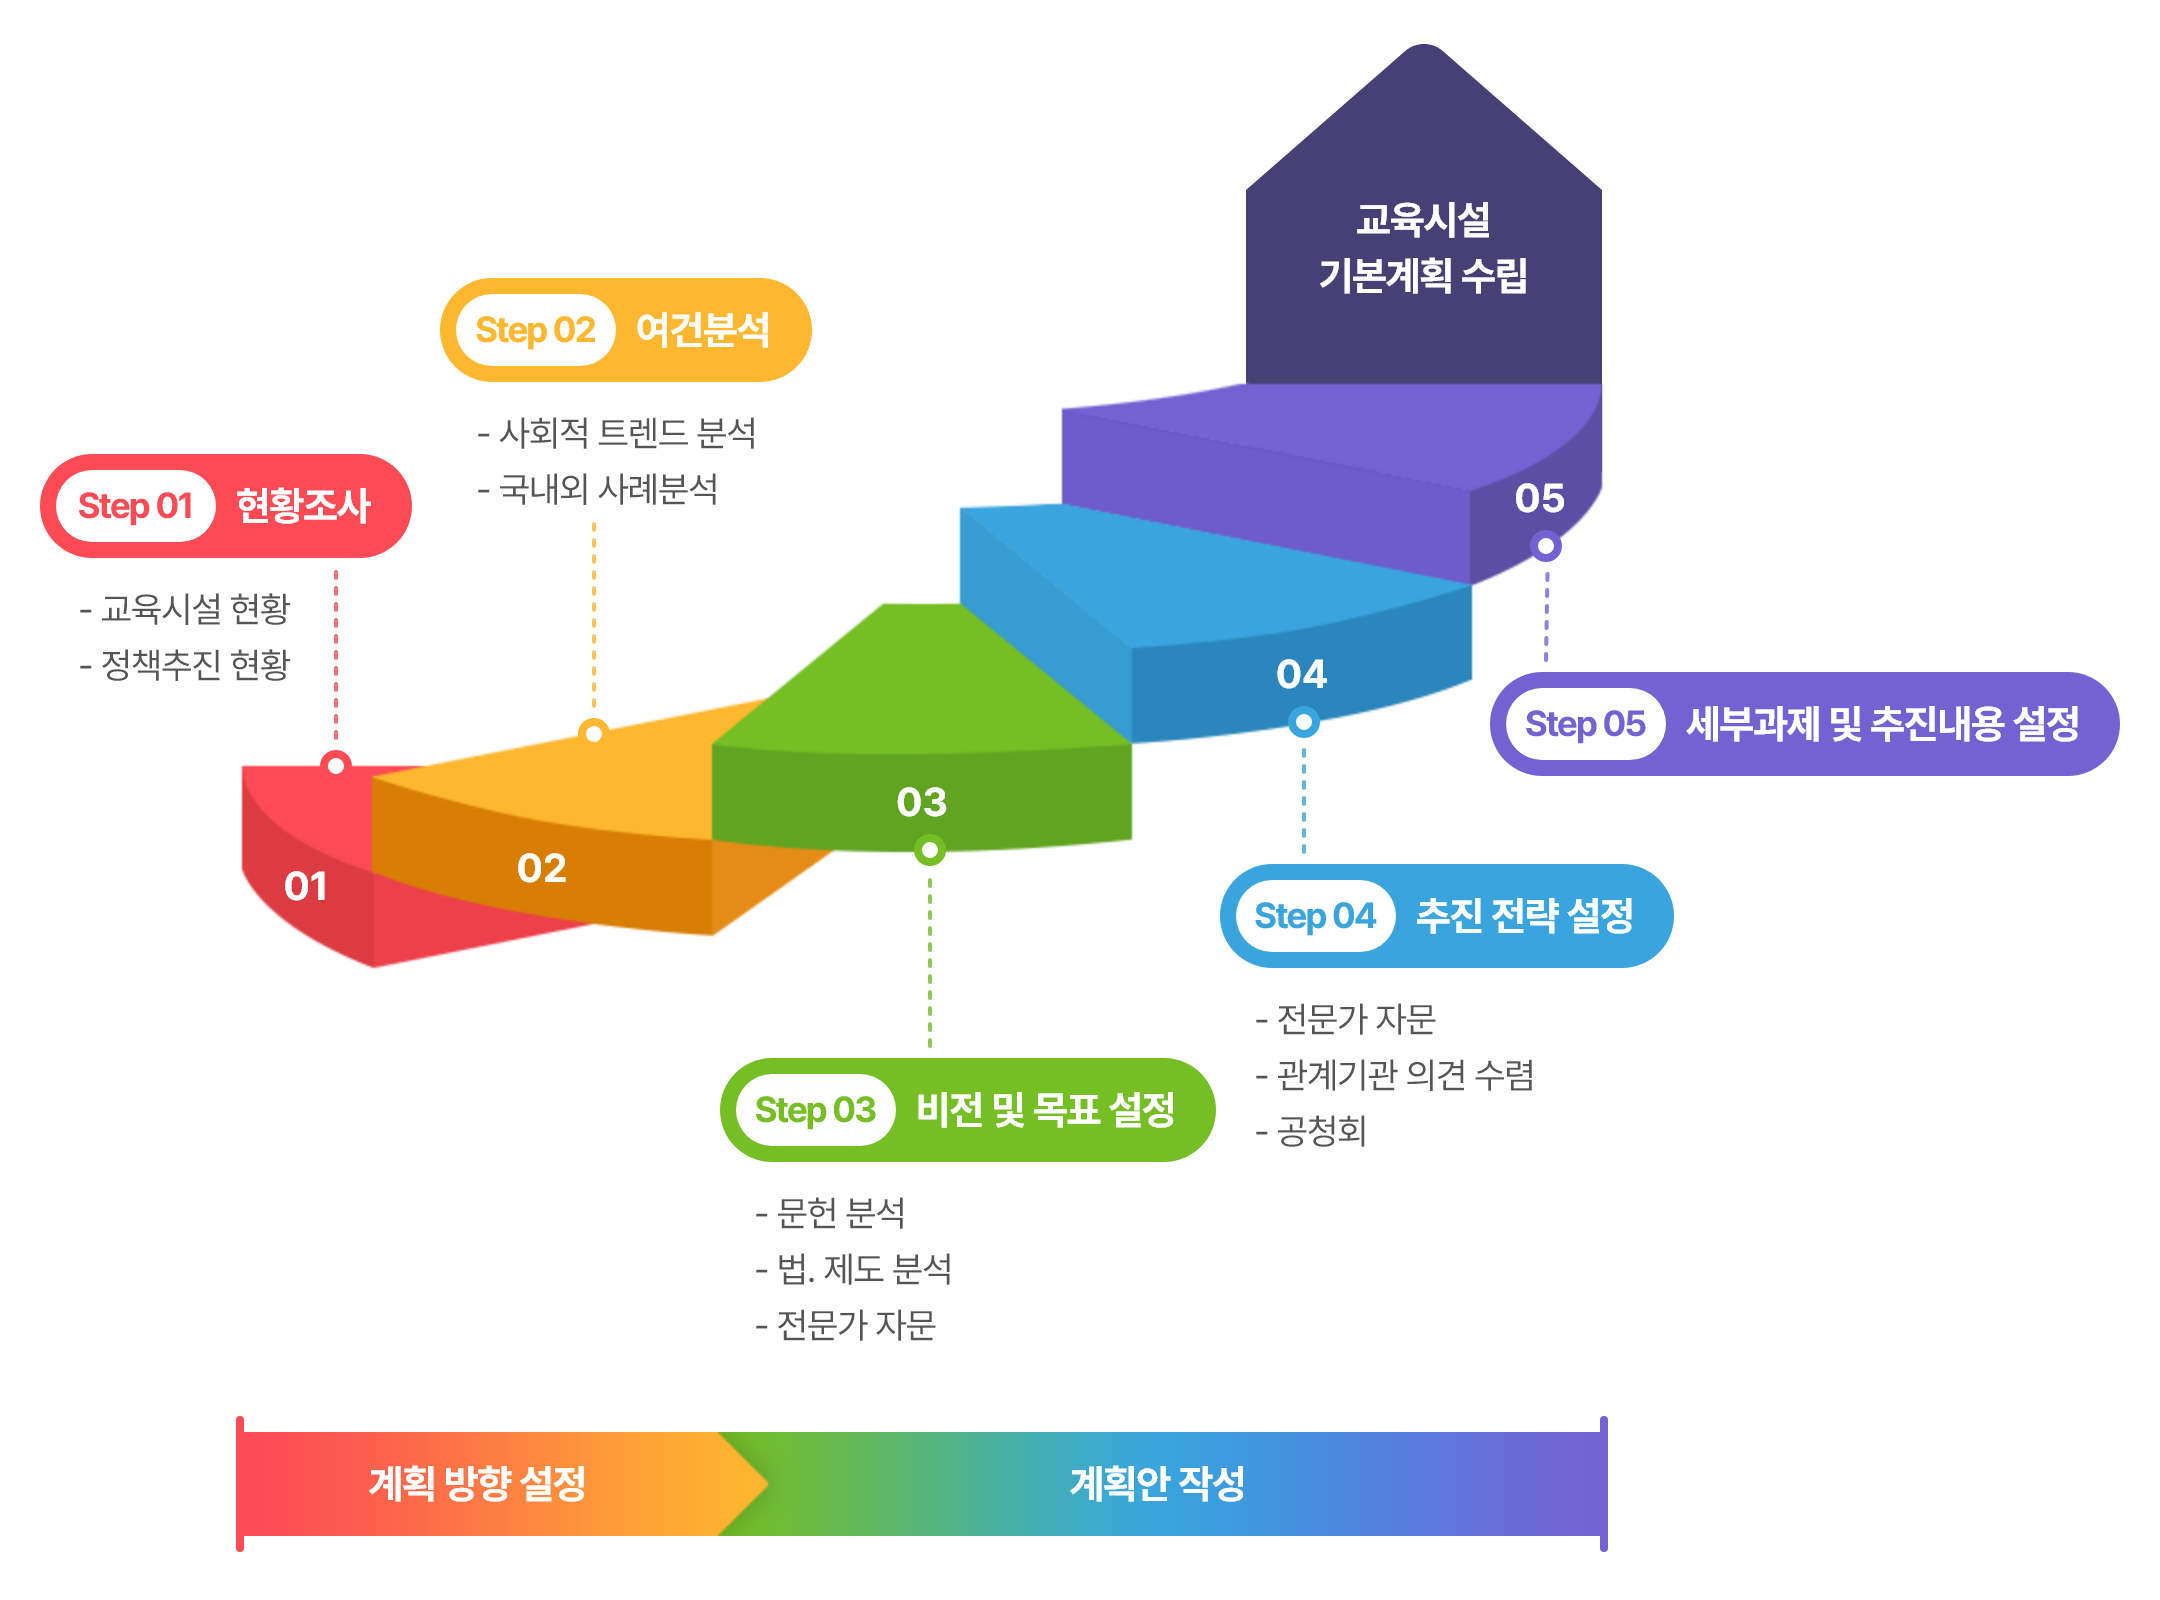 교육시설
기본계획 수립
Step 01 현황조사
- 교육시설 현황
- 정책추진 현황
01
Step 02 여건분석
- 사회적 트렌드 분석
- 국내외 사례분석
02
03
Step 03 비전 및 목표 설정
- 문헌 분석
- 법. 제도 분석
- 전문가 자문
04
Step 04 추진 전략 설정
- 전문가 자문
- 관계기관 의견 수렴
- 공청회
05
Step 05 세부과제 및 추진내용 설정
계획 방향 설정
계획안 작성